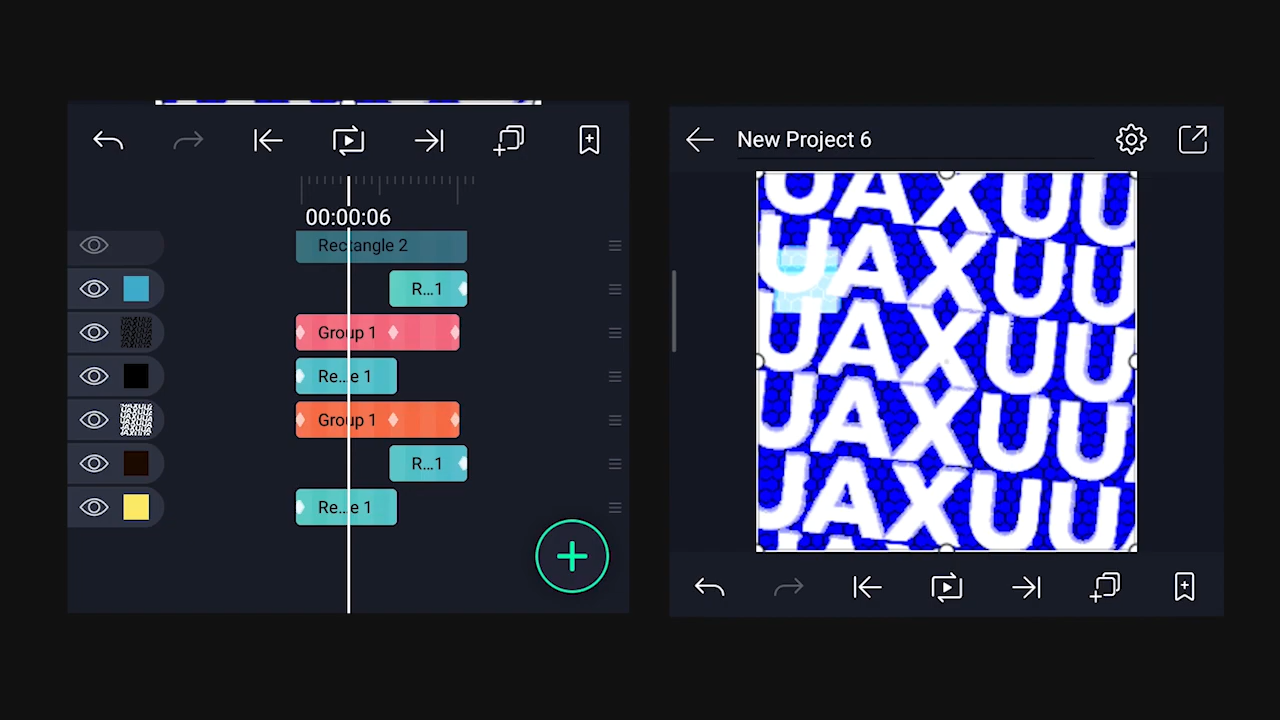 00:00:06
Rectangle 2
R...1
Group 1
Re...e 1
Group 1
R...1
Re...e 1
New Project 6
UAXUU
UAXUU
UAXUU
UAXUU
UAXUU